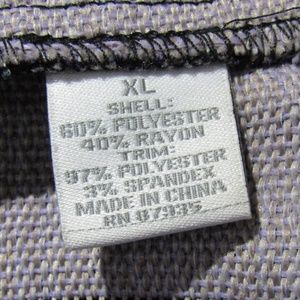 XL
SHELL:
60% POLYESTER
40% RAYON
TRIM:
97% POLYESTER
3% SPANDEX
MADE IN CHINA
RN 97935